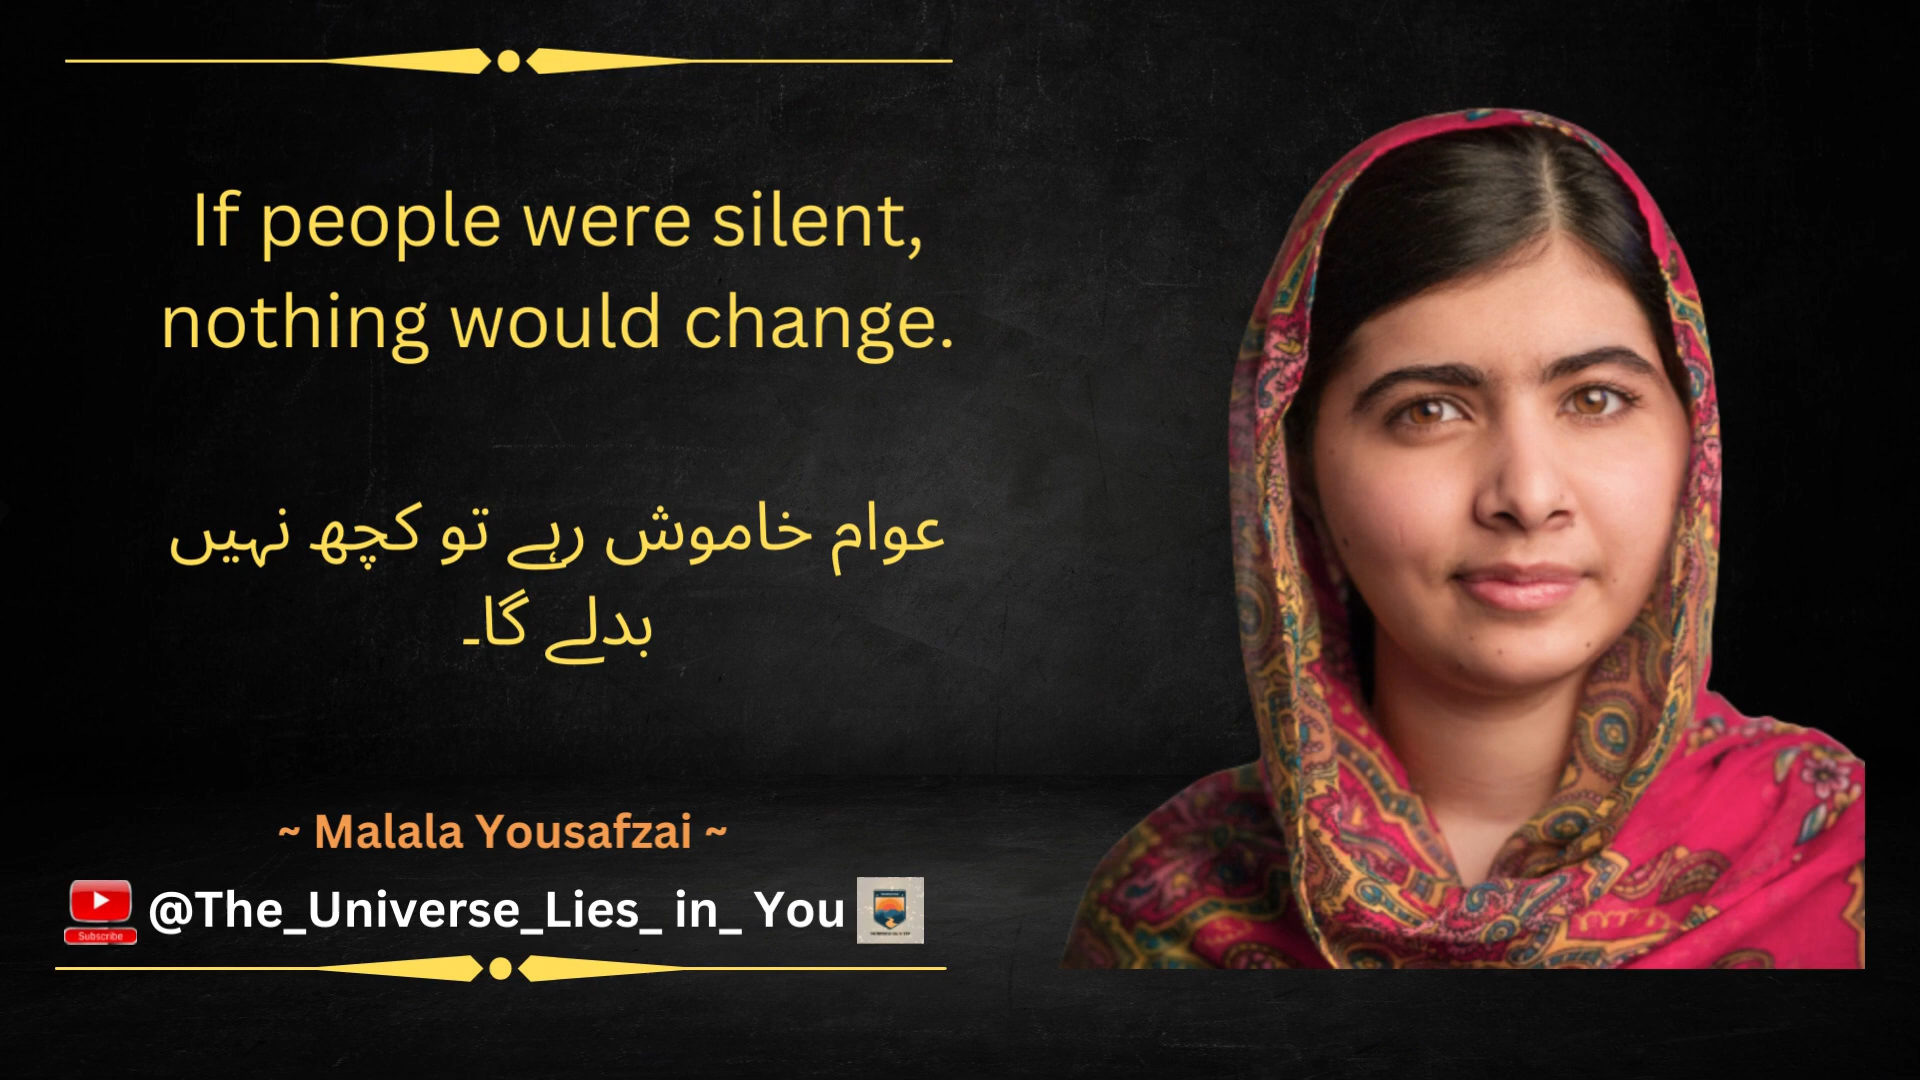 If people were silent,
nothing would change.
عوام خاموش رہے تو کچھ نہیں
بدلے گا۔
~ Malala Yousafzai ~
@The_Universe_Lies_ in_ You
Subscribe